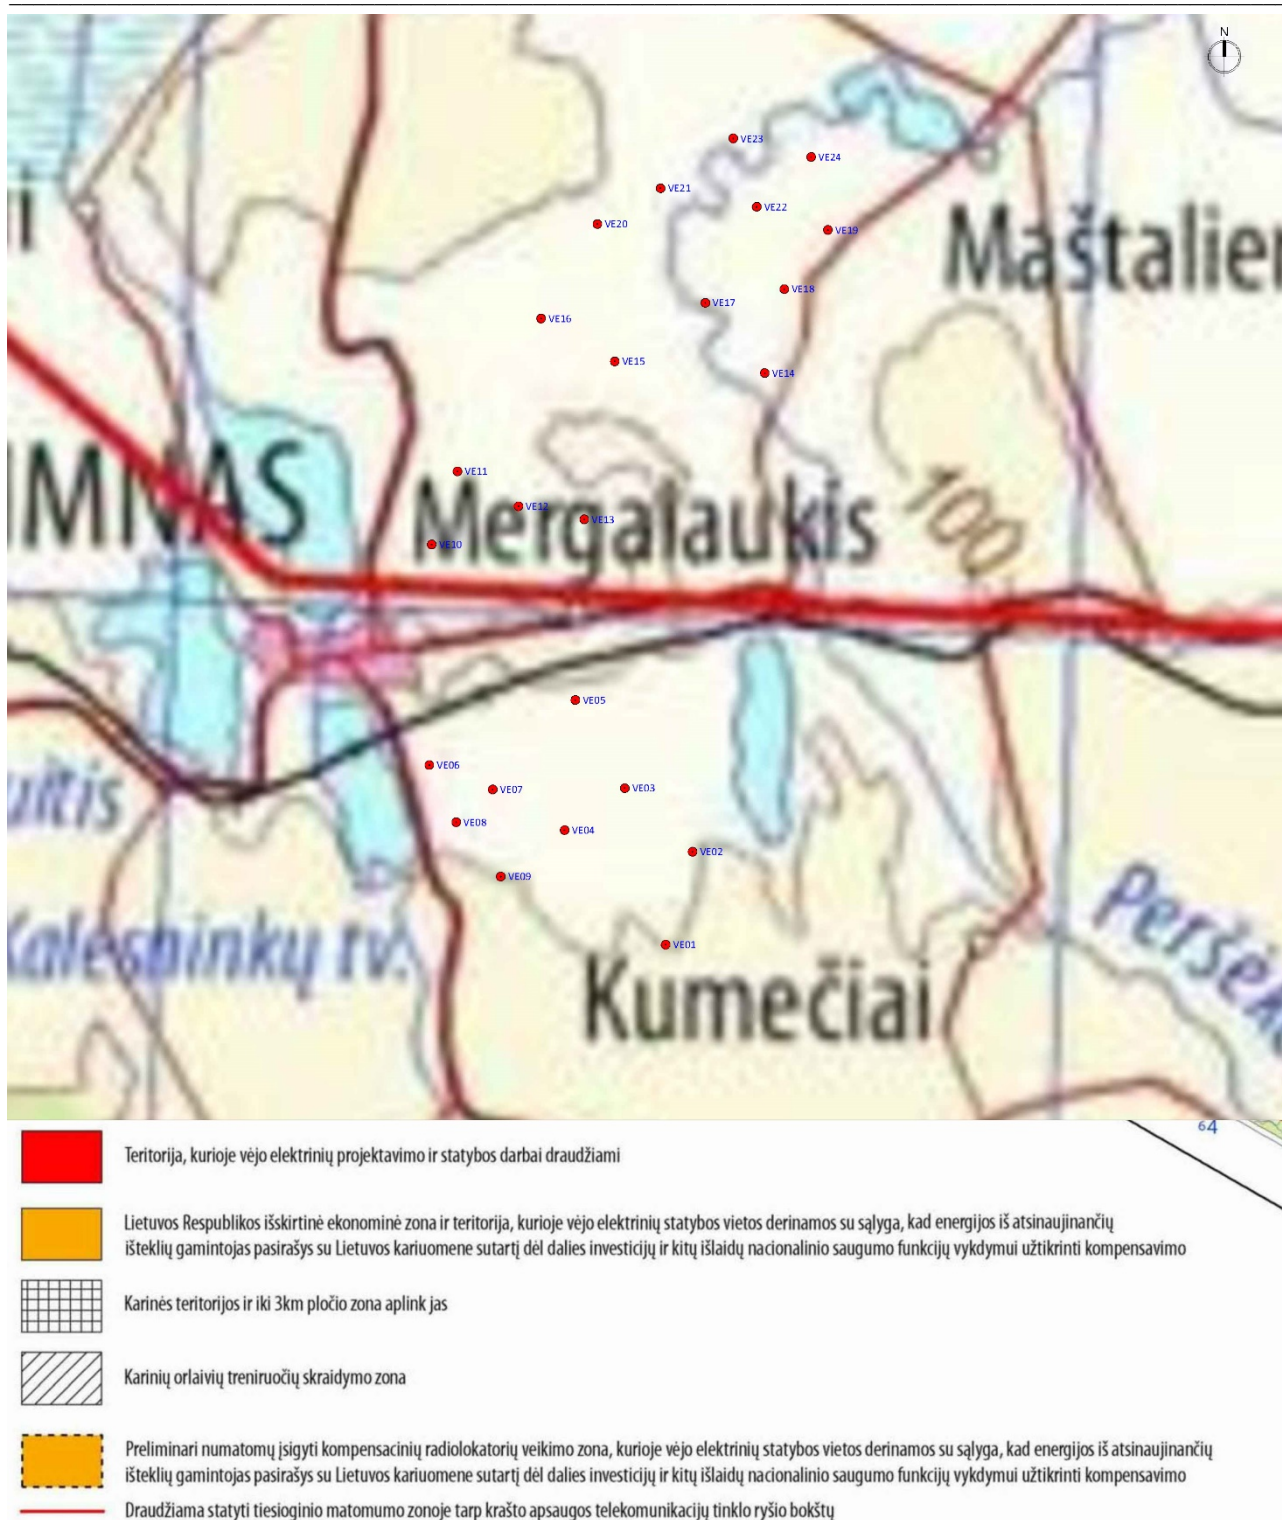 N
VE23
VE24
VE21
VE22
VE20
VE19
Maštalier
VE18
VE17
VE16
VE15
VE14
IMNAS
VE11
Mergalaukis
100
VE12
VE13
VE10
VE05
VE06
VE07
VE03
VE08
VE04
VE02
VE09
Peršėk
Kalesninkų tv.
VE01
Kumečiai
64
Teritorija, kurioje vėjo elektrinių projektavimo ir statybos darbai draudžiami
Lietuvos Respublikos išskirtinė ekonominė zona ir teritorija, kurioje vėjo elektrinių statybos vietos derinamos su sąlyga, kad energijos iš atsinaujinančių
išteklių gamintojas pasirašys su Lietuvos kariuomene sutartį dėl dalies investicijų ir kitų išlaidų nacionalinio saugumo funkcijų vykdymui užtikrinti kompensavimo
Karinės teritorijos ir iki 3km pločio zona aplink jas
Karinių orlaivių treniruočių skraidymo zona
Preliminari numatomų įsigyti kompensacinių radiolokatorių veikimo zona, kurioje vėjo elektrinių statybos vietos derinamos su sąlyga, kad energijos iš atsinaujinančių
išteklių gamintojas pasirašys su Lietuvos kariuomene sutartį dėl dalies investicijų ir kitų išlaidų nacionalinio saugumo funkcijų vykdymui užtikrinti kompensavimo
Draudžiama statyti tiesioginio matomumo zonoje tarp krašto apsaugos telekomunikacijų tinklo ryšio bokštų